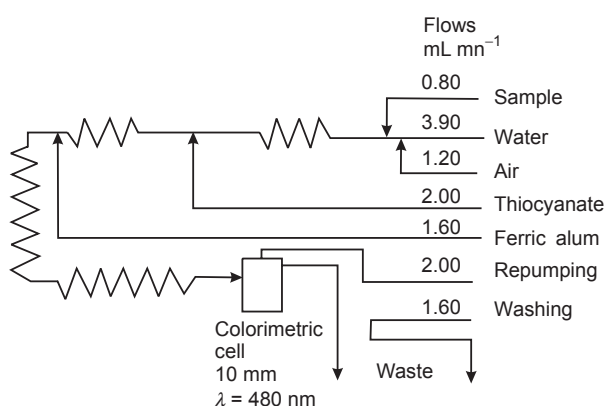 Flows
mL mn⁻¹
0.80 Sample
3.90 Water
1.20 Air
2.00 Thiocyanate
1.60 Ferric alum
2.00 Repumping
1.60 Washing
Colorimetric
cell
10 mm
λ = 480 nm
Waste